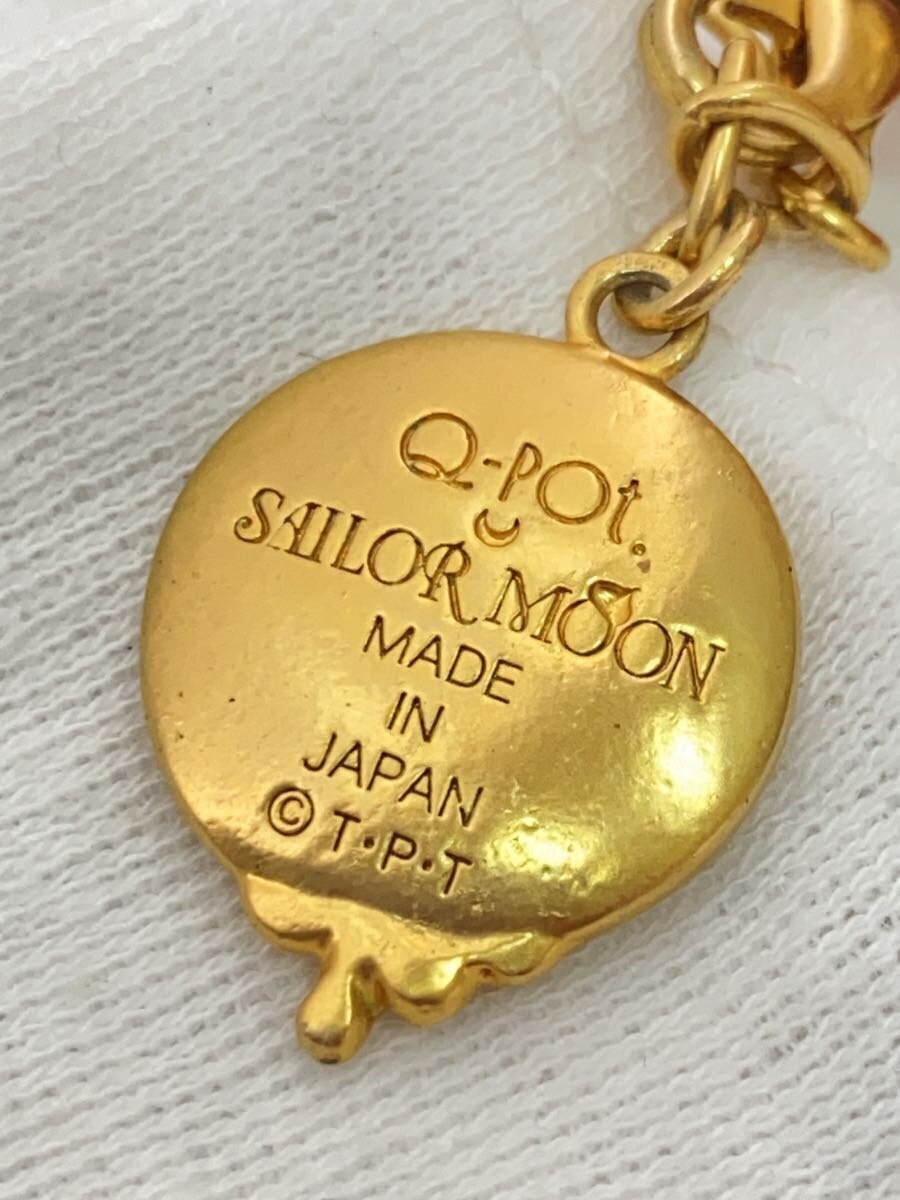 Q-pot.
SAILOR MOON
MADE
IN
JAPAN
© T・P・T